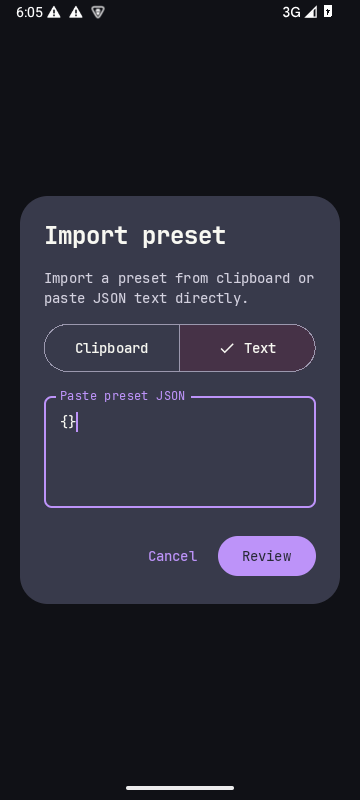 6:05
3G
Import preset
Import a preset from clipboard or
paste JSON text directly.
Clipboard
Text
Paste preset JSON
{}
Cancel
Review